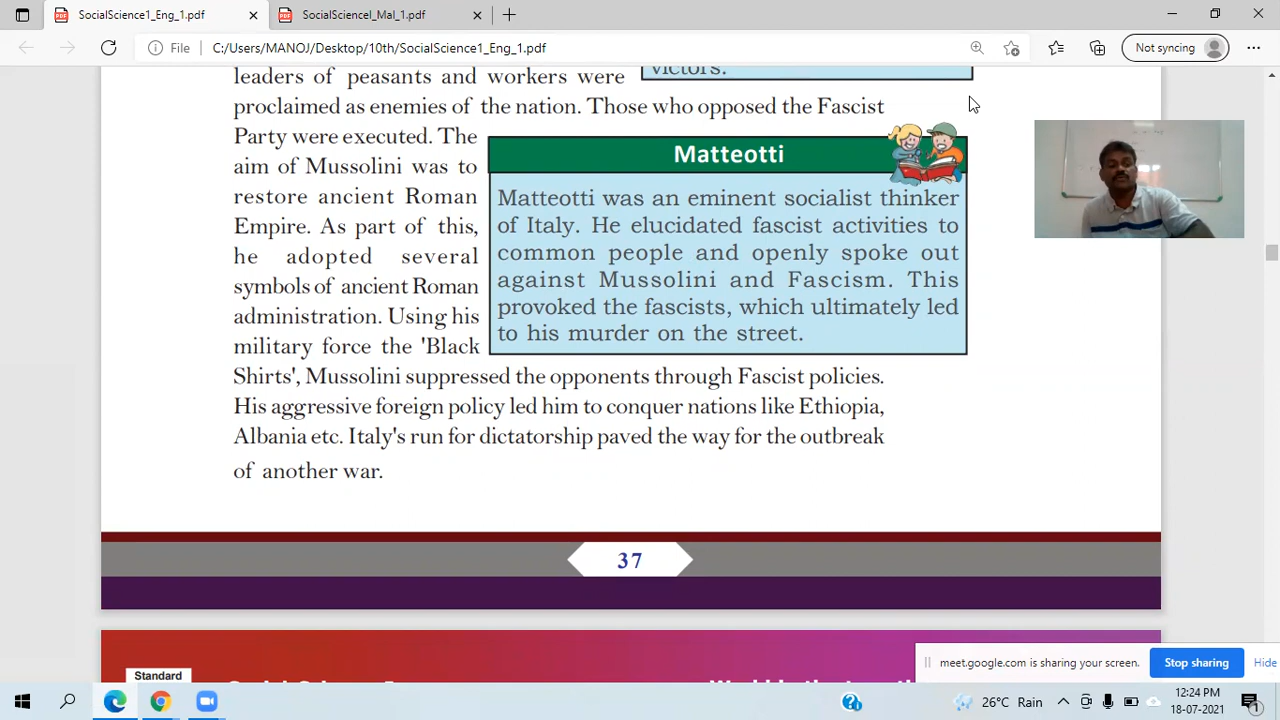 SocialScience1_Eng_1.pdf
SocialScienceI_Mal_1.pdf
File
C:/Users/MANOJ/Desktop/10th/SocialScience1_Eng_1.pdf
Not syncing
leaders of peasants and workers were
victors.
proclaimed as enemies of the nation. Those who opposed the Fascist
Party were executed. The
aim of Mussolini was to
restore ancient Roman
Empire. As part of this,
he adopted several
symbols of ancient Roman
administration. Using his
military force the 'Black
Shirts', Mussolini suppressed the opponents through Fascist policies.
His aggressive foreign policy led him to conquer nations like Ethiopia,
Albania etc. Italy's run for dictatorship paved the way for the outbreak
of another war.
Matteotti
Matteotti was an eminent socialist thinker
of Italy. He elucidated fascist activities to
common people and openly spoke out
against Mussolini and Fascism. This
provoked the fascists, which ultimately led
to his murder on the street.
37
Standard
meet.google.com is sharing your screen.
Stop sharing
Hide
26°C Rain
12:24 PM
18-07-2021